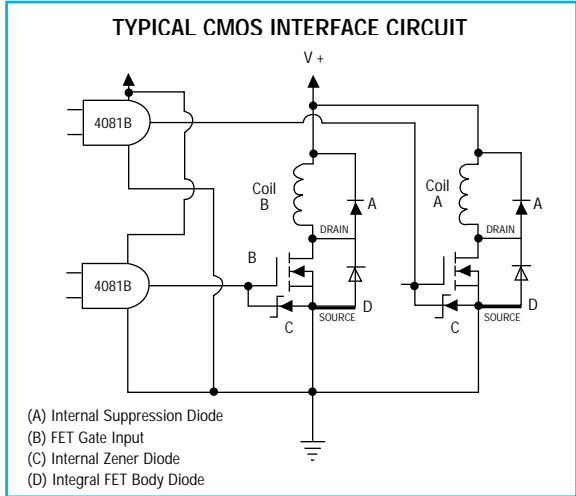 TYPICAL CMOS INTERFACE CIRCUIT
V +
4081B
Coil
B
A
Coil
A
A
DRAIN
DRAIN
B
4081B
D
D
SOURCE
SOURCE
C
C
(A) Internal Suppression Diode
(B) FET Gate Input
(C) Internal Zener Diode
(D) Integral FET Body Diode